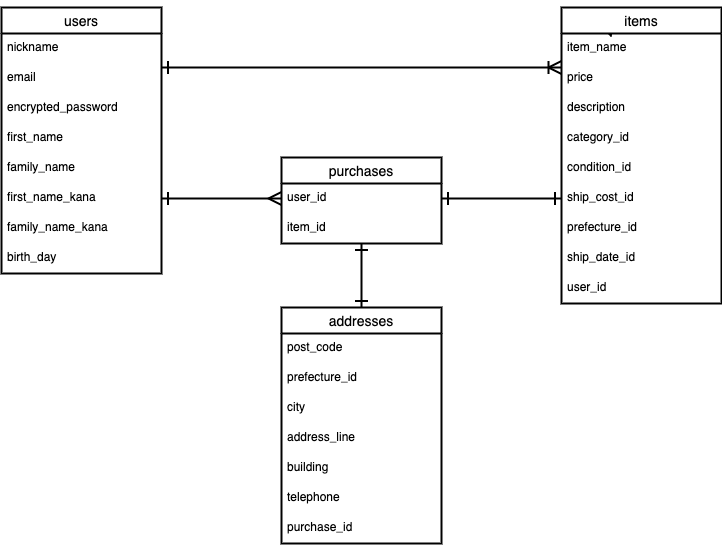 users
nickname
email
encrypted_password
first_name
family_name
first_name_kana
family_name_kana
birth_day
items
item_name
price
description
category_id
condition_id
ship_cost_id
prefecture_id
ship_date_id
user_id
purchases
user_id
item_id
addresses
post_code
prefecture_id
city
address_line
building
telephone
purchase_id